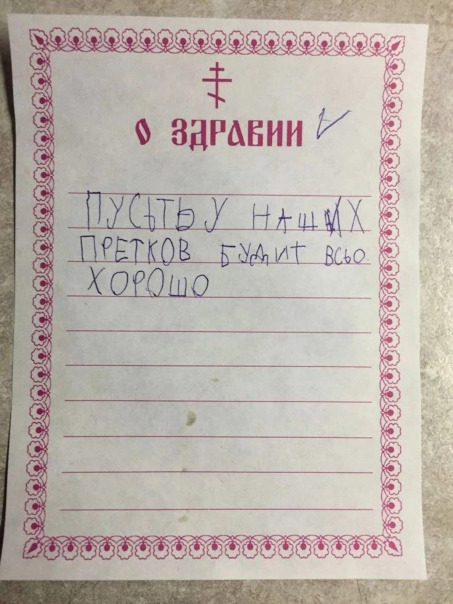 О ЗДРАВИИ
ПУСЬТЬ У НАШИХ
ПРЕТКОВ БУДИТ ВСЬО
ХОРОШО